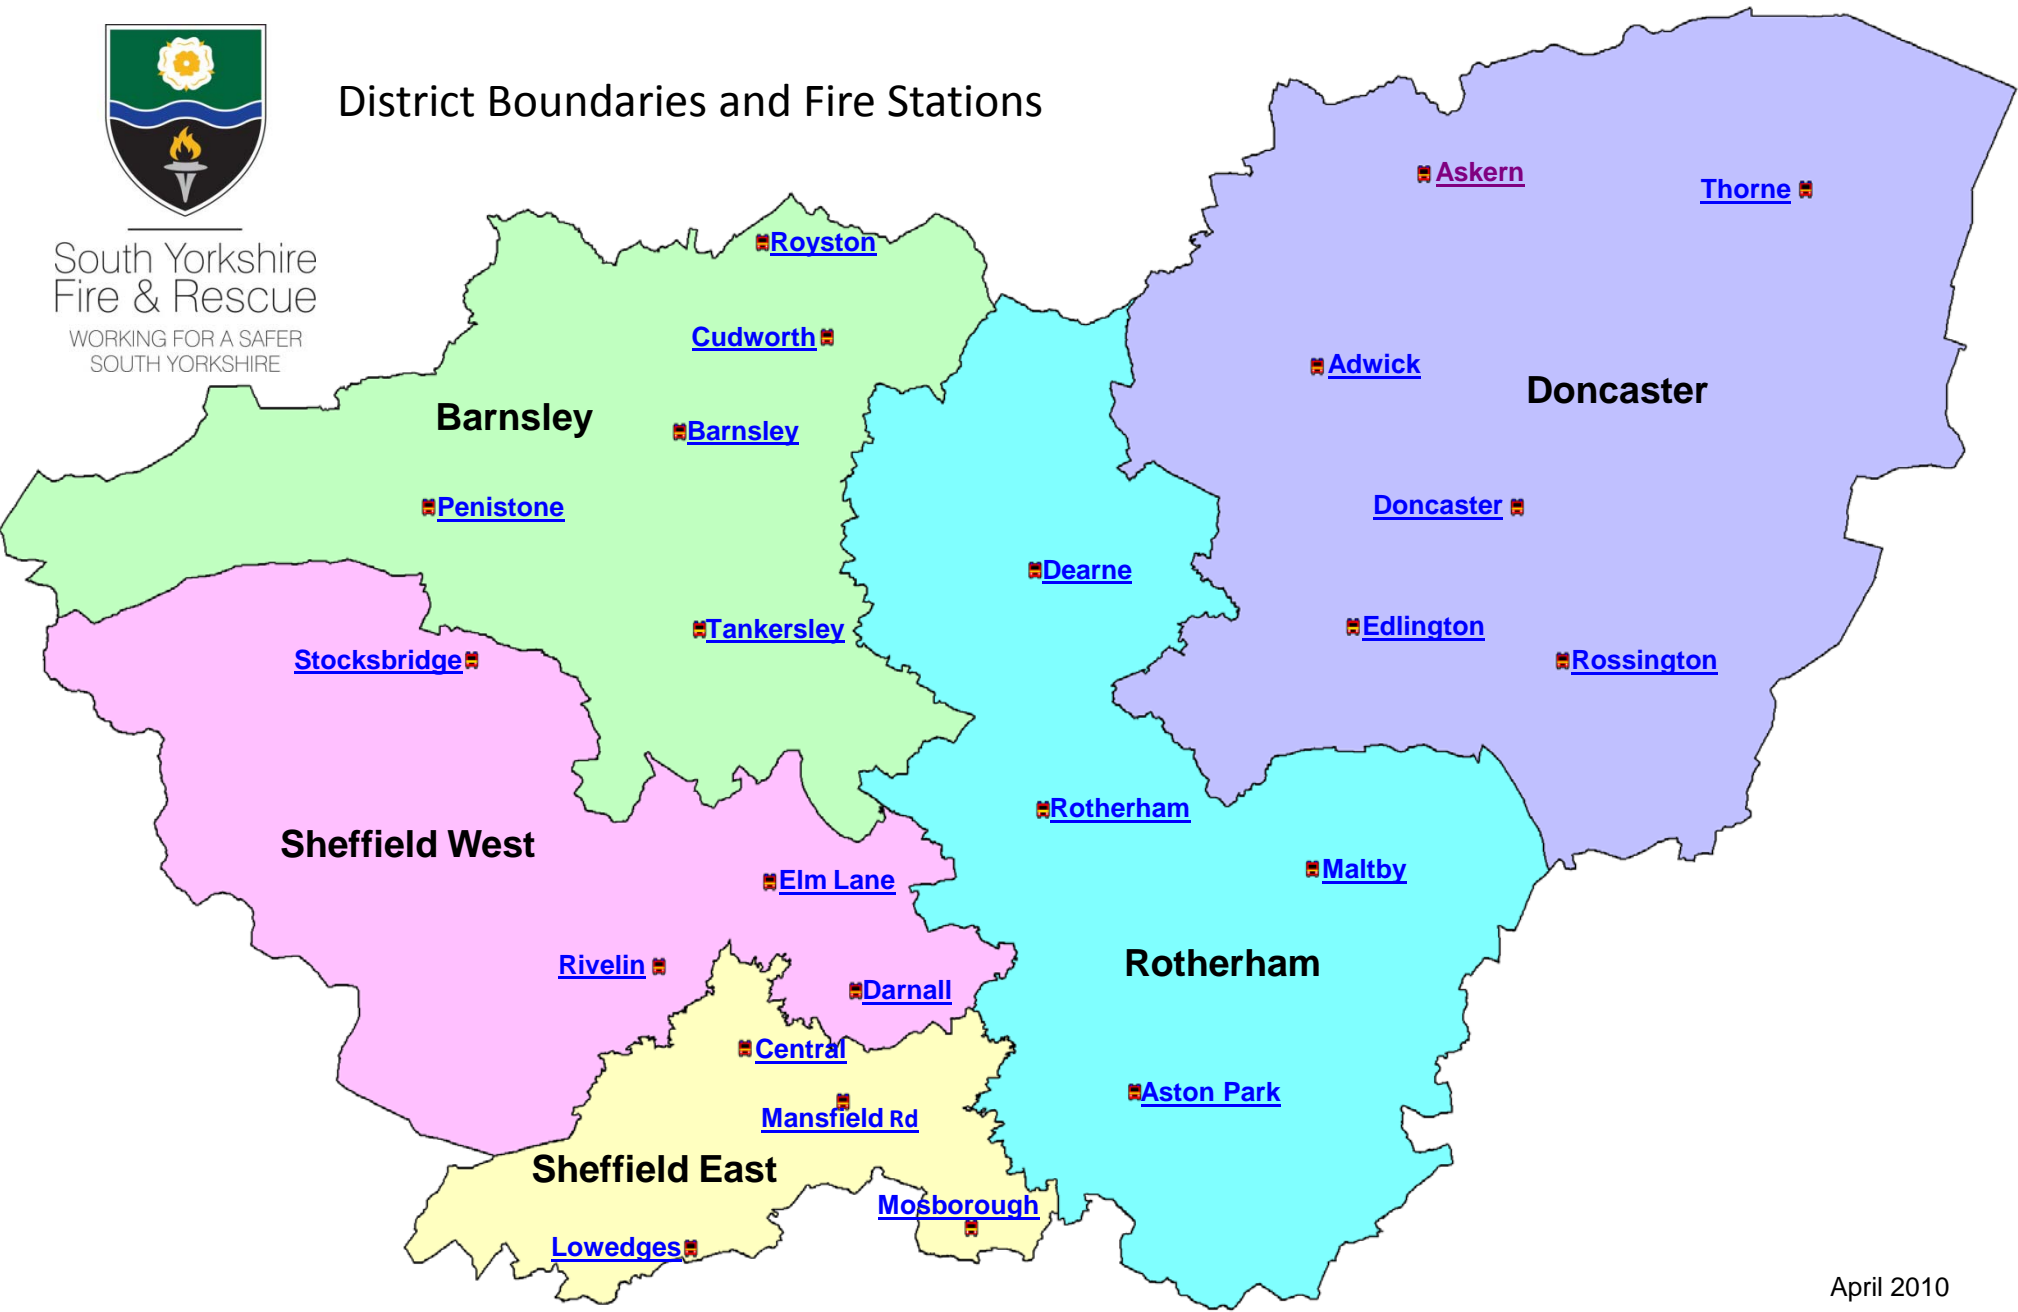 District Boundaries and Fire Stations
South Yorkshire
Fire & Rescue
WORKING FOR A SAFER
SOUTH YORKSHIRE
Askern
Thorne
Royston
Cudworth
Adwick
Doncaster
Barnsley
Barnsley
Penistone
Doncaster
Dearne
Tankersley
Edlington
Stocksbridge
Rossington
Rotherham
Sheffield West
Maltby
Elm Lane
Rivelin
Rotherham
Darnall
Central
Aston Park
Mansfield Rd
Sheffield East
Mosborough
Lowedges
April 2010